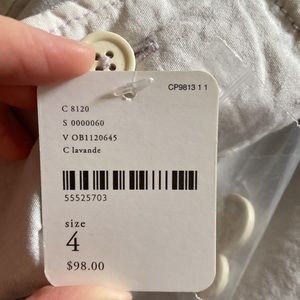 CP9813 1 1
C 8120
S 0000060
V OB1120645
C lavande
55525703
size
4
$98.00